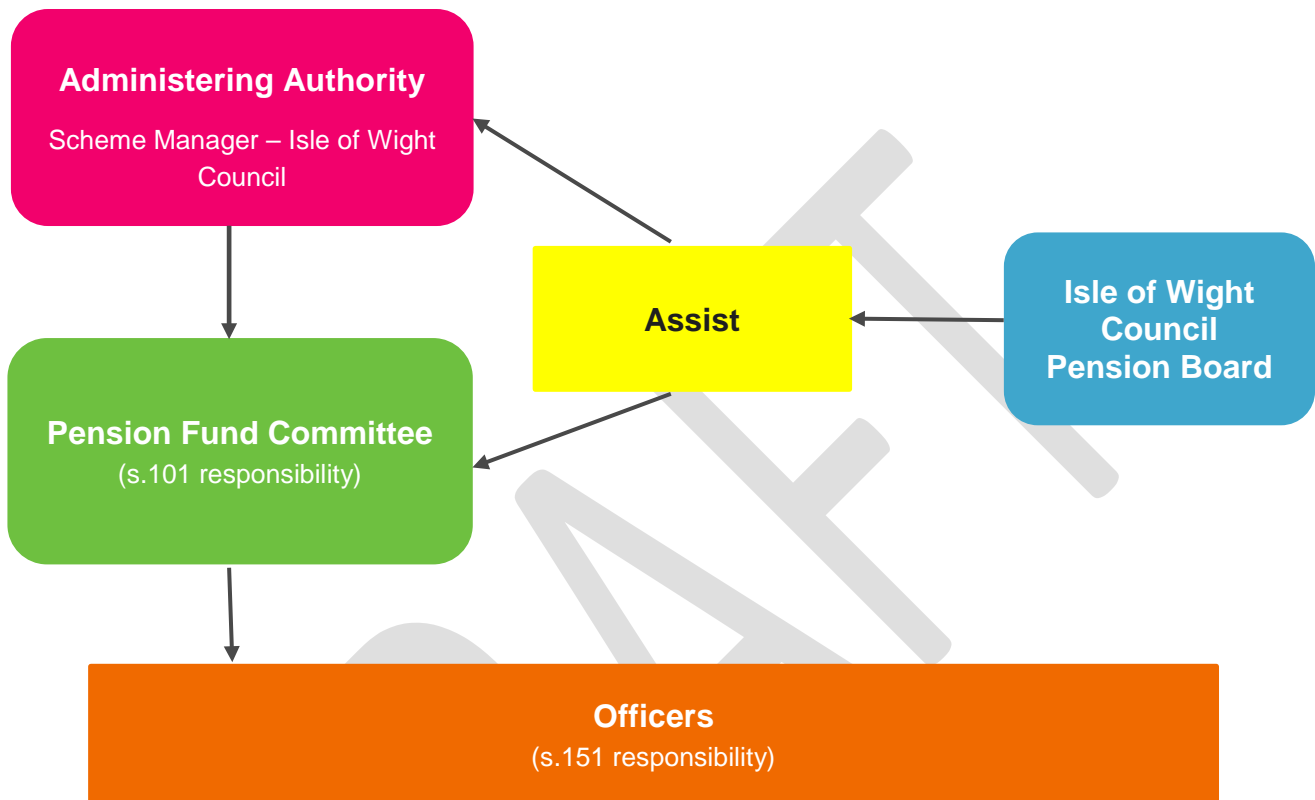 Administering Authority
Scheme Manager – Isle of Wight
Council
Assist
Isle of Wight
Council
Pension Board
Pension Fund Committee
(s.101 responsibility)
Officers
(s.151 responsibility)